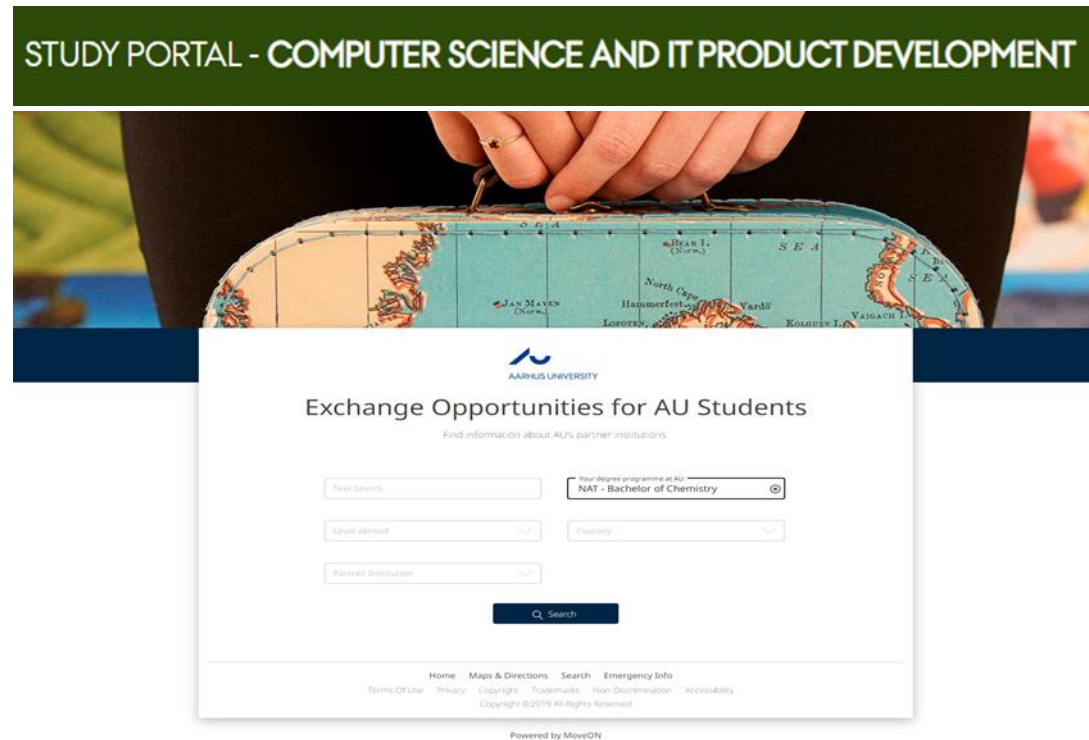 STUDY PORTAL - COMPUTER SCIENCE AND IT PRODUCT DEVELOPMENT
S E A
BEAR I.
(Norw.)
S E A
JAN MAYEN
(Norw.)
North Cape
Hammerfest
Vardö
LOFOTEN
KOLGUEV I.
VAIGACH I.
S E
AARHUS UNIVERSITY
Exchange Opportunities for AU Students
Find information about AU's partner institutions.
Your degree programme at AU
Text Search NAT - Bachelor of Chemistry
Level abroad Country
Partner Institution
Search
Home Maps & Directions Search Emergency Info
Terms Of Use Privacy Copyright Trademarks Non-Discrimination Accessibility
Copyright ©2019 All Rights Reserved
Powered by MoveON